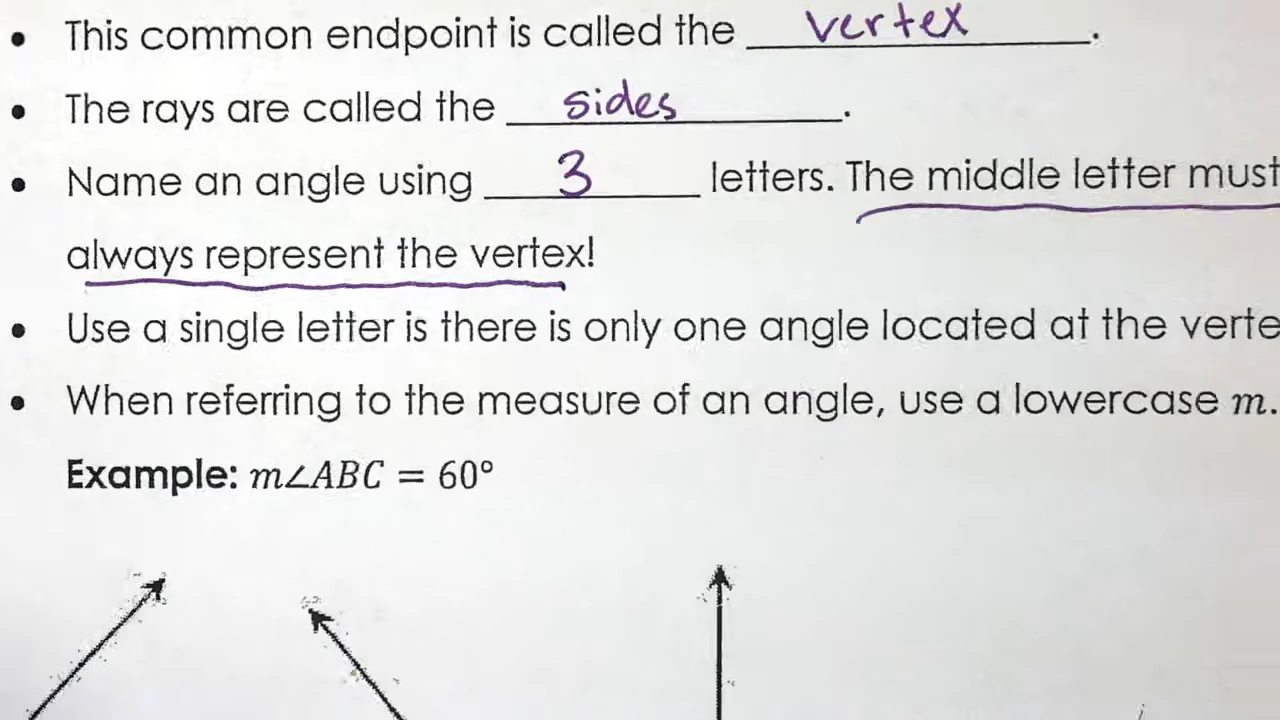 • This common endpoint is called the vertex.
• The rays are called the sides.
• Name an angle using 3 letters. The middle letter must
always represent the vertex!
• Use a single letter is there is only one angle located at the verte
• When referring to the measure of an angle, use a lowercase m.
Example: m∠ABC = 60°